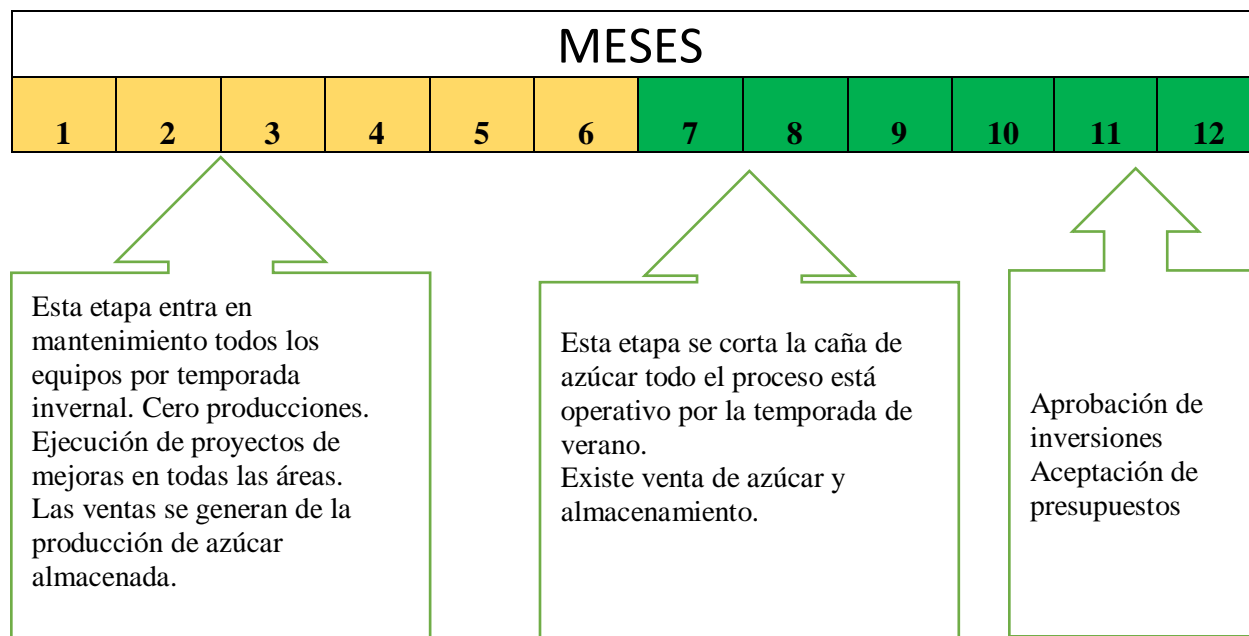 MESES
1 2 3 4 5 6 7 8 9 10 11 12
Esta etapa entra en
mantenimiento todos los
equipos por temporada
invernal. Cero producciones.
Ejecución de proyectos de
mejoras en todas las áreas.
Las ventas se generan de la
producción de azúcar
almacenada.
Esta etapa se corta la caña de
azúcar todo el proceso está
operativo por la temporada de
verano.
Existe venta de azúcar y
almacenamiento.
Aprobación de
inversiones
Aceptación de
presupuestos